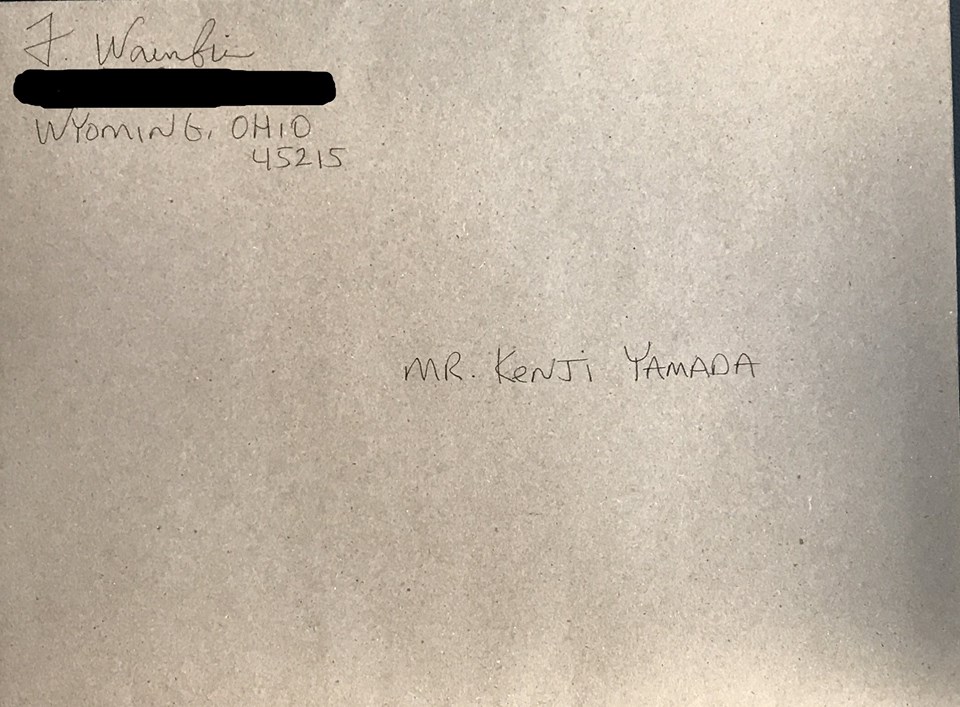 WYOMING, OHIO
45215
MR. KENJI YAMADA